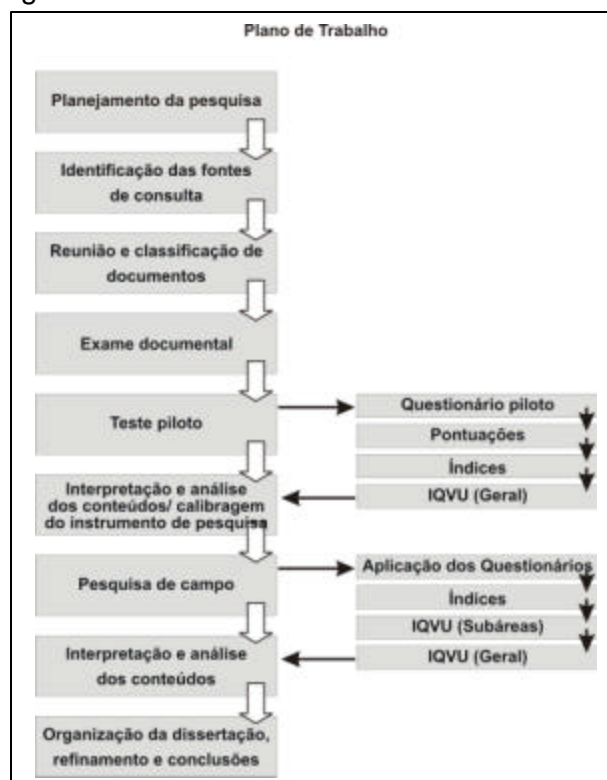 Plano de Trabalho
Planejamento da pesquisa
Identificação das fontes
de consulta
Reunião e classificação de
documentos
Exame documental
Teste piloto
Questionário piloto
Pontuações
Índices
IQVU (Geral)
Interpretação e análise
dos conteúdos/ calibragem
do instrumento de pesquisa
Pesquisa de campo
Aplicação dos Questionários
Índices
IQVU (Subáreas)
IQVU (Geral)
Interpretação e análise
dos conteúdos
Organização da dissertação,
refinamento e conclusões